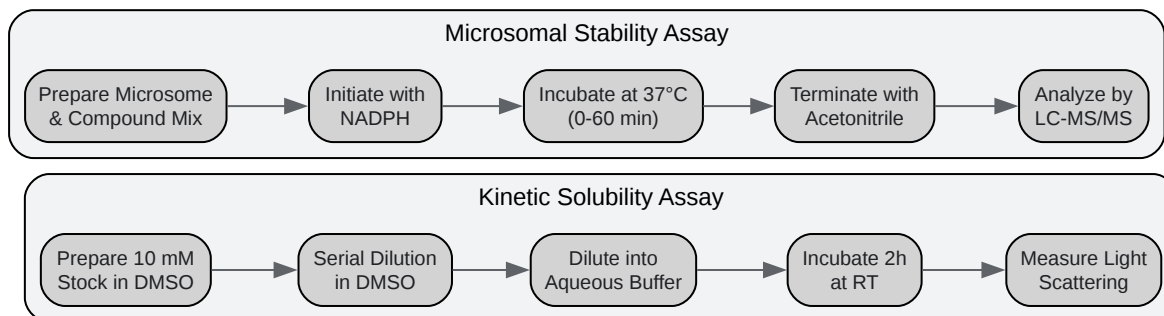 Microsomal Stability Assay
Prepare Microsome
& Compound Mix
Initiate with
NADPH
Incubate at 37°C
(0-60 min)
Terminate with
Acetonitrile
Analyze by
LC-MS/MS
Kinetic Solubility Assay
Prepare 10 mM
Stock in DMSO
Serial Dilution
in DMSO
Dilute into
Aqueous Buffer
Incubate 2h
at RT
Measure Light
Scattering